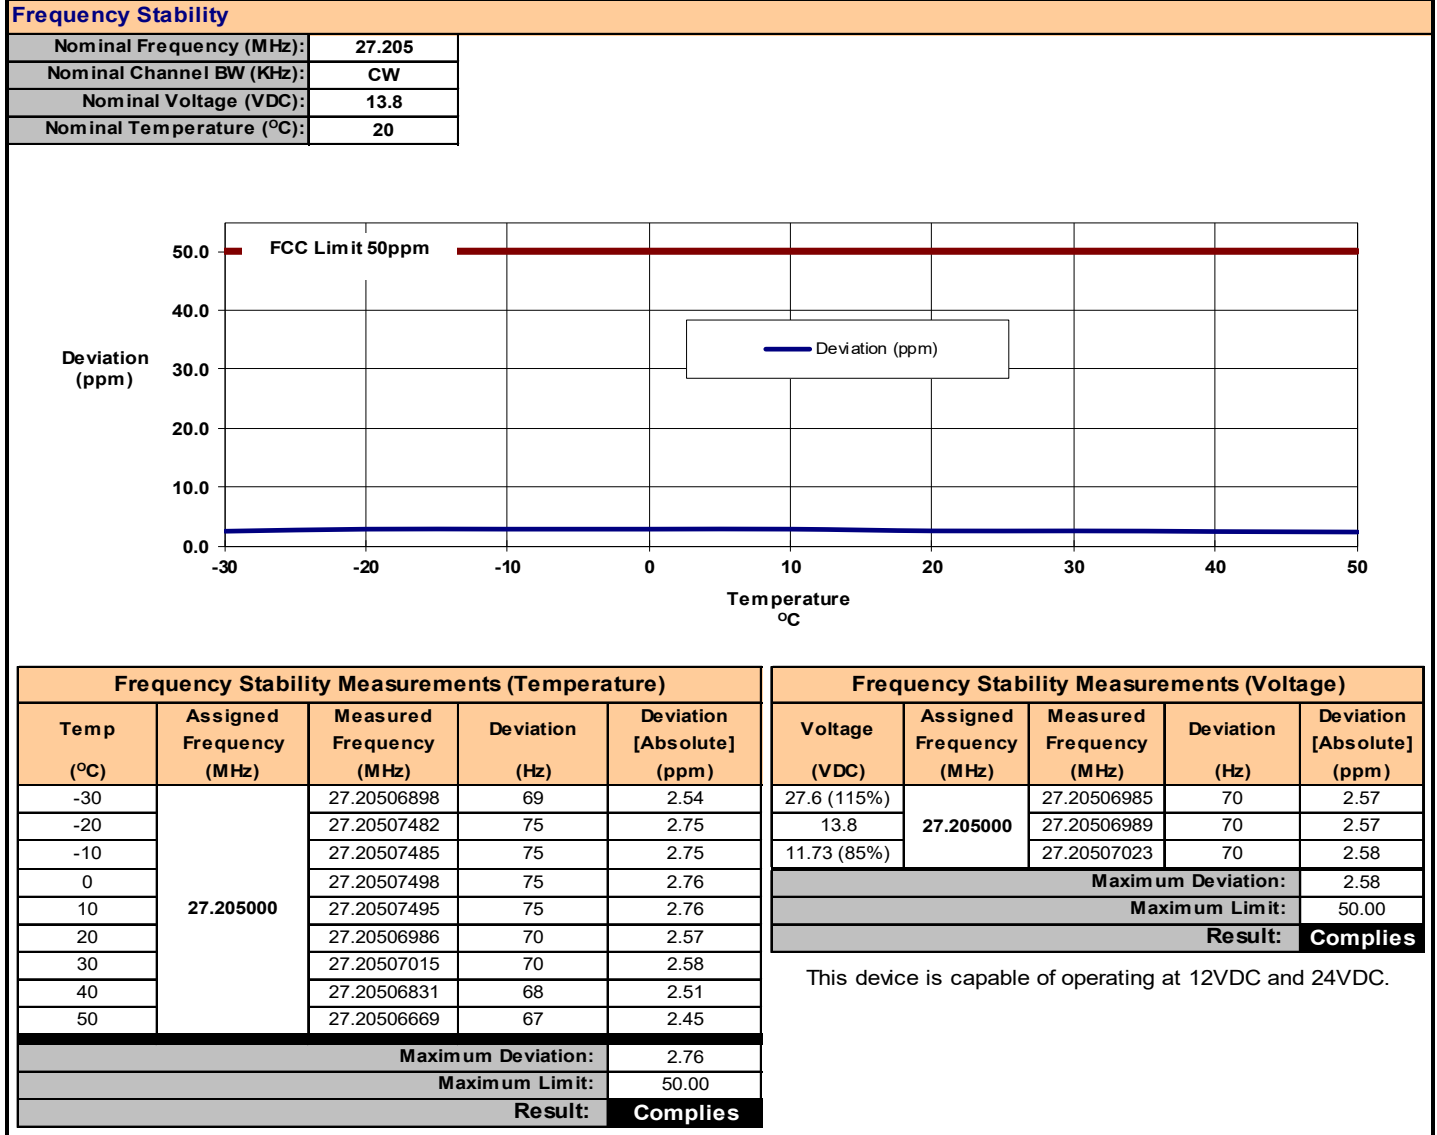 Frequency Stability
Nominal Frequency (MHz): 27.205
Nominal Channel BW (KHz): CW
Nominal Voltage (VDC): 13.8
Nominal Temperature (ºC): 20
FCC Limit 50ppm
50.0
40.0
30.0
20.0
10.0
0.0
Deviation
(ppm)
Deviation (ppm)
-30 -20 -10 0 10 20 30 40 50
Temperature
ºC
Frequency Stability Measurements (Temperature)
Temp Assigned Measured Deviation Deviation
Frequency Frequency [Absolute]
(ºC) (MHz) (MHz) (Hz) (ppm)
-30 27.20506898 69 2.54
-20 27.20507482 75 2.75
-10 27.20507485 75 2.75
0 27.20507498 75 2.76
10 27.205000 27.20507495 75 2.76
20 27.20506986 70 2.57
30 27.20507015 70 2.58
40 27.20506831 68 2.51
50 27.20506669 67 2.45
Maximum Deviation: 2.76
Maximum Limit: 50.00
Result: Complies
Frequency Stability Measurements (Voltage)
Voltage Assigned Measured Deviation Deviation
Frequency Frequency [Absolute]
(VDC) (MHz) (MHz) (Hz) (ppm)
27.6 (115%) 27.20506985 70 2.57
13.8 27.205000 27.20506989 70 2.57
11.73 (85%) 27.20507023 70 2.58
Maximum Deviation: 2.58
Maximum Limit: 50.00
Result: Complies
This device is capable of operating at 12VDC and 24VDC.